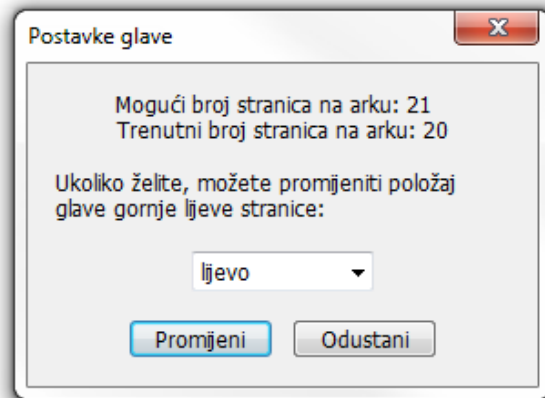 Postavke glave
Mogući broj stranica na arku: 21
Trenutni broj stranica na arku: 20
Ukoliko želite, možete promijeniti položaj
glave gornje lijeve stranice:
lijevo
Promijeni Odustani